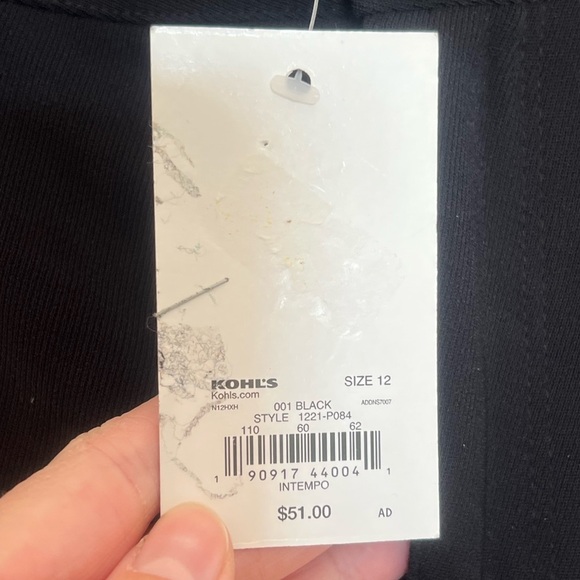 KOHL'S SIZE 12
Kohls.com
N12HXH 001 BLACK ADOHS7007
STYLE 1221-P084
110 60 62
1 90917 44004 1
INTEMPO
$51.00 AD